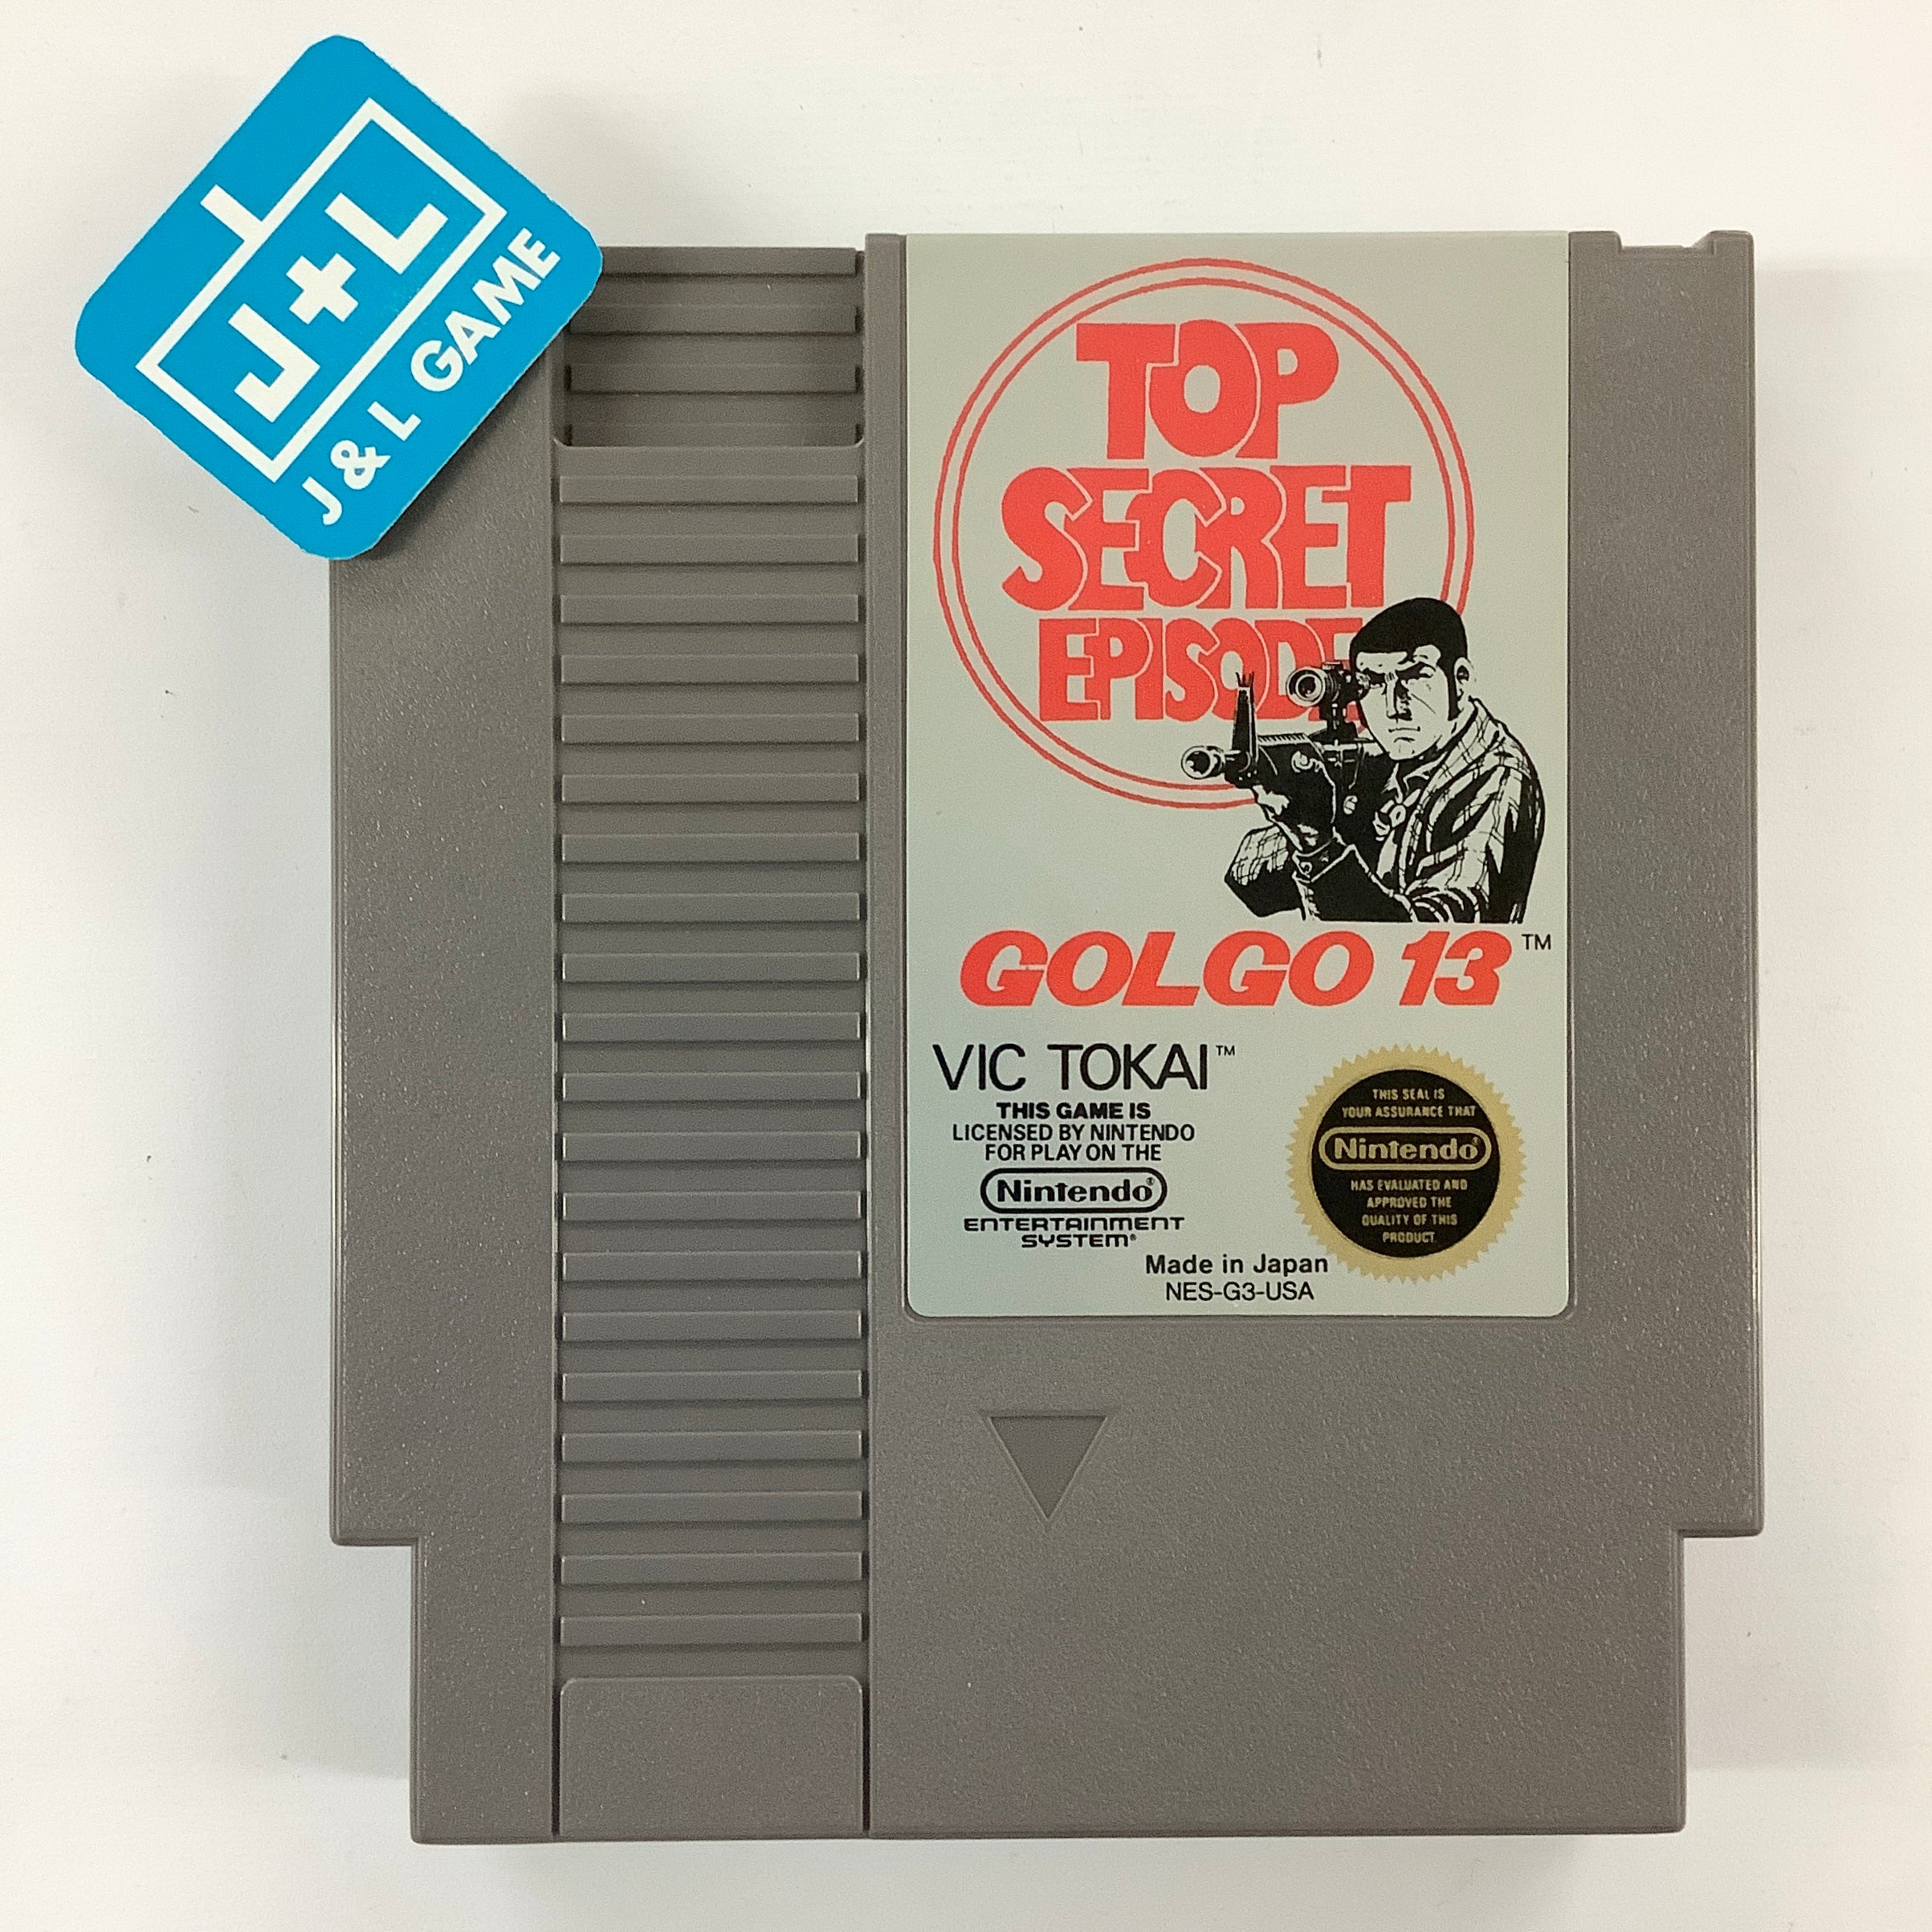 J+L
J & L GAME
TOP
SECRET
EPISODE
GOLGO 13™
VIC TOKAI™
THIS GAME IS
LICENSED BY NINTENDO
FOR PLAY ON THE
Nintendo®
ENTERTAINMENT
SYSTEM®
THIS SEAL IS
YOUR ASSURANCE THAT
Nintendo®
HAS EVALUATED AND
APPROVED THE
QUALITY OF THIS
PRODUCT.
Made in Japan
NES-G3-USA